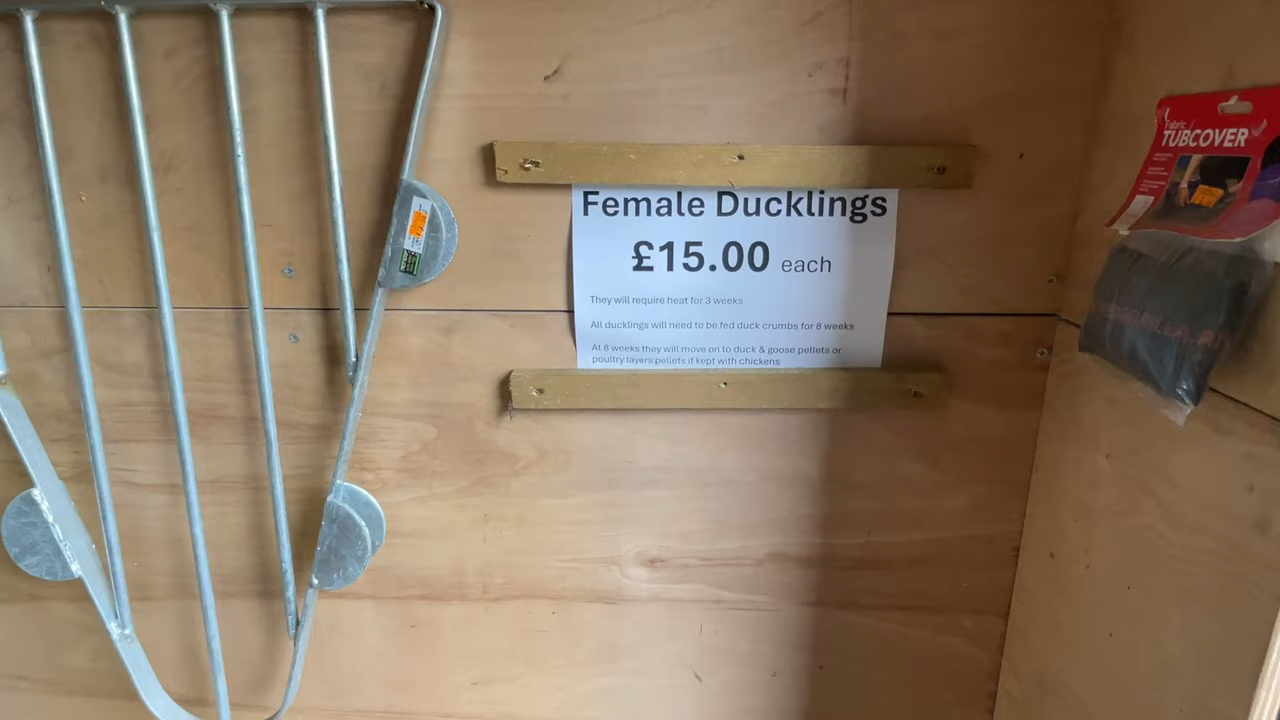 Female Ducklings
£15.00 each
They will require heat for 3 weeks
All ducklings will need to be fed duck crumbs for 8 weeks
At 8 weeks they will move on to duck & goose pellets or
poultry layers pellets if kept with chickens
Fabric
TUBCOVER